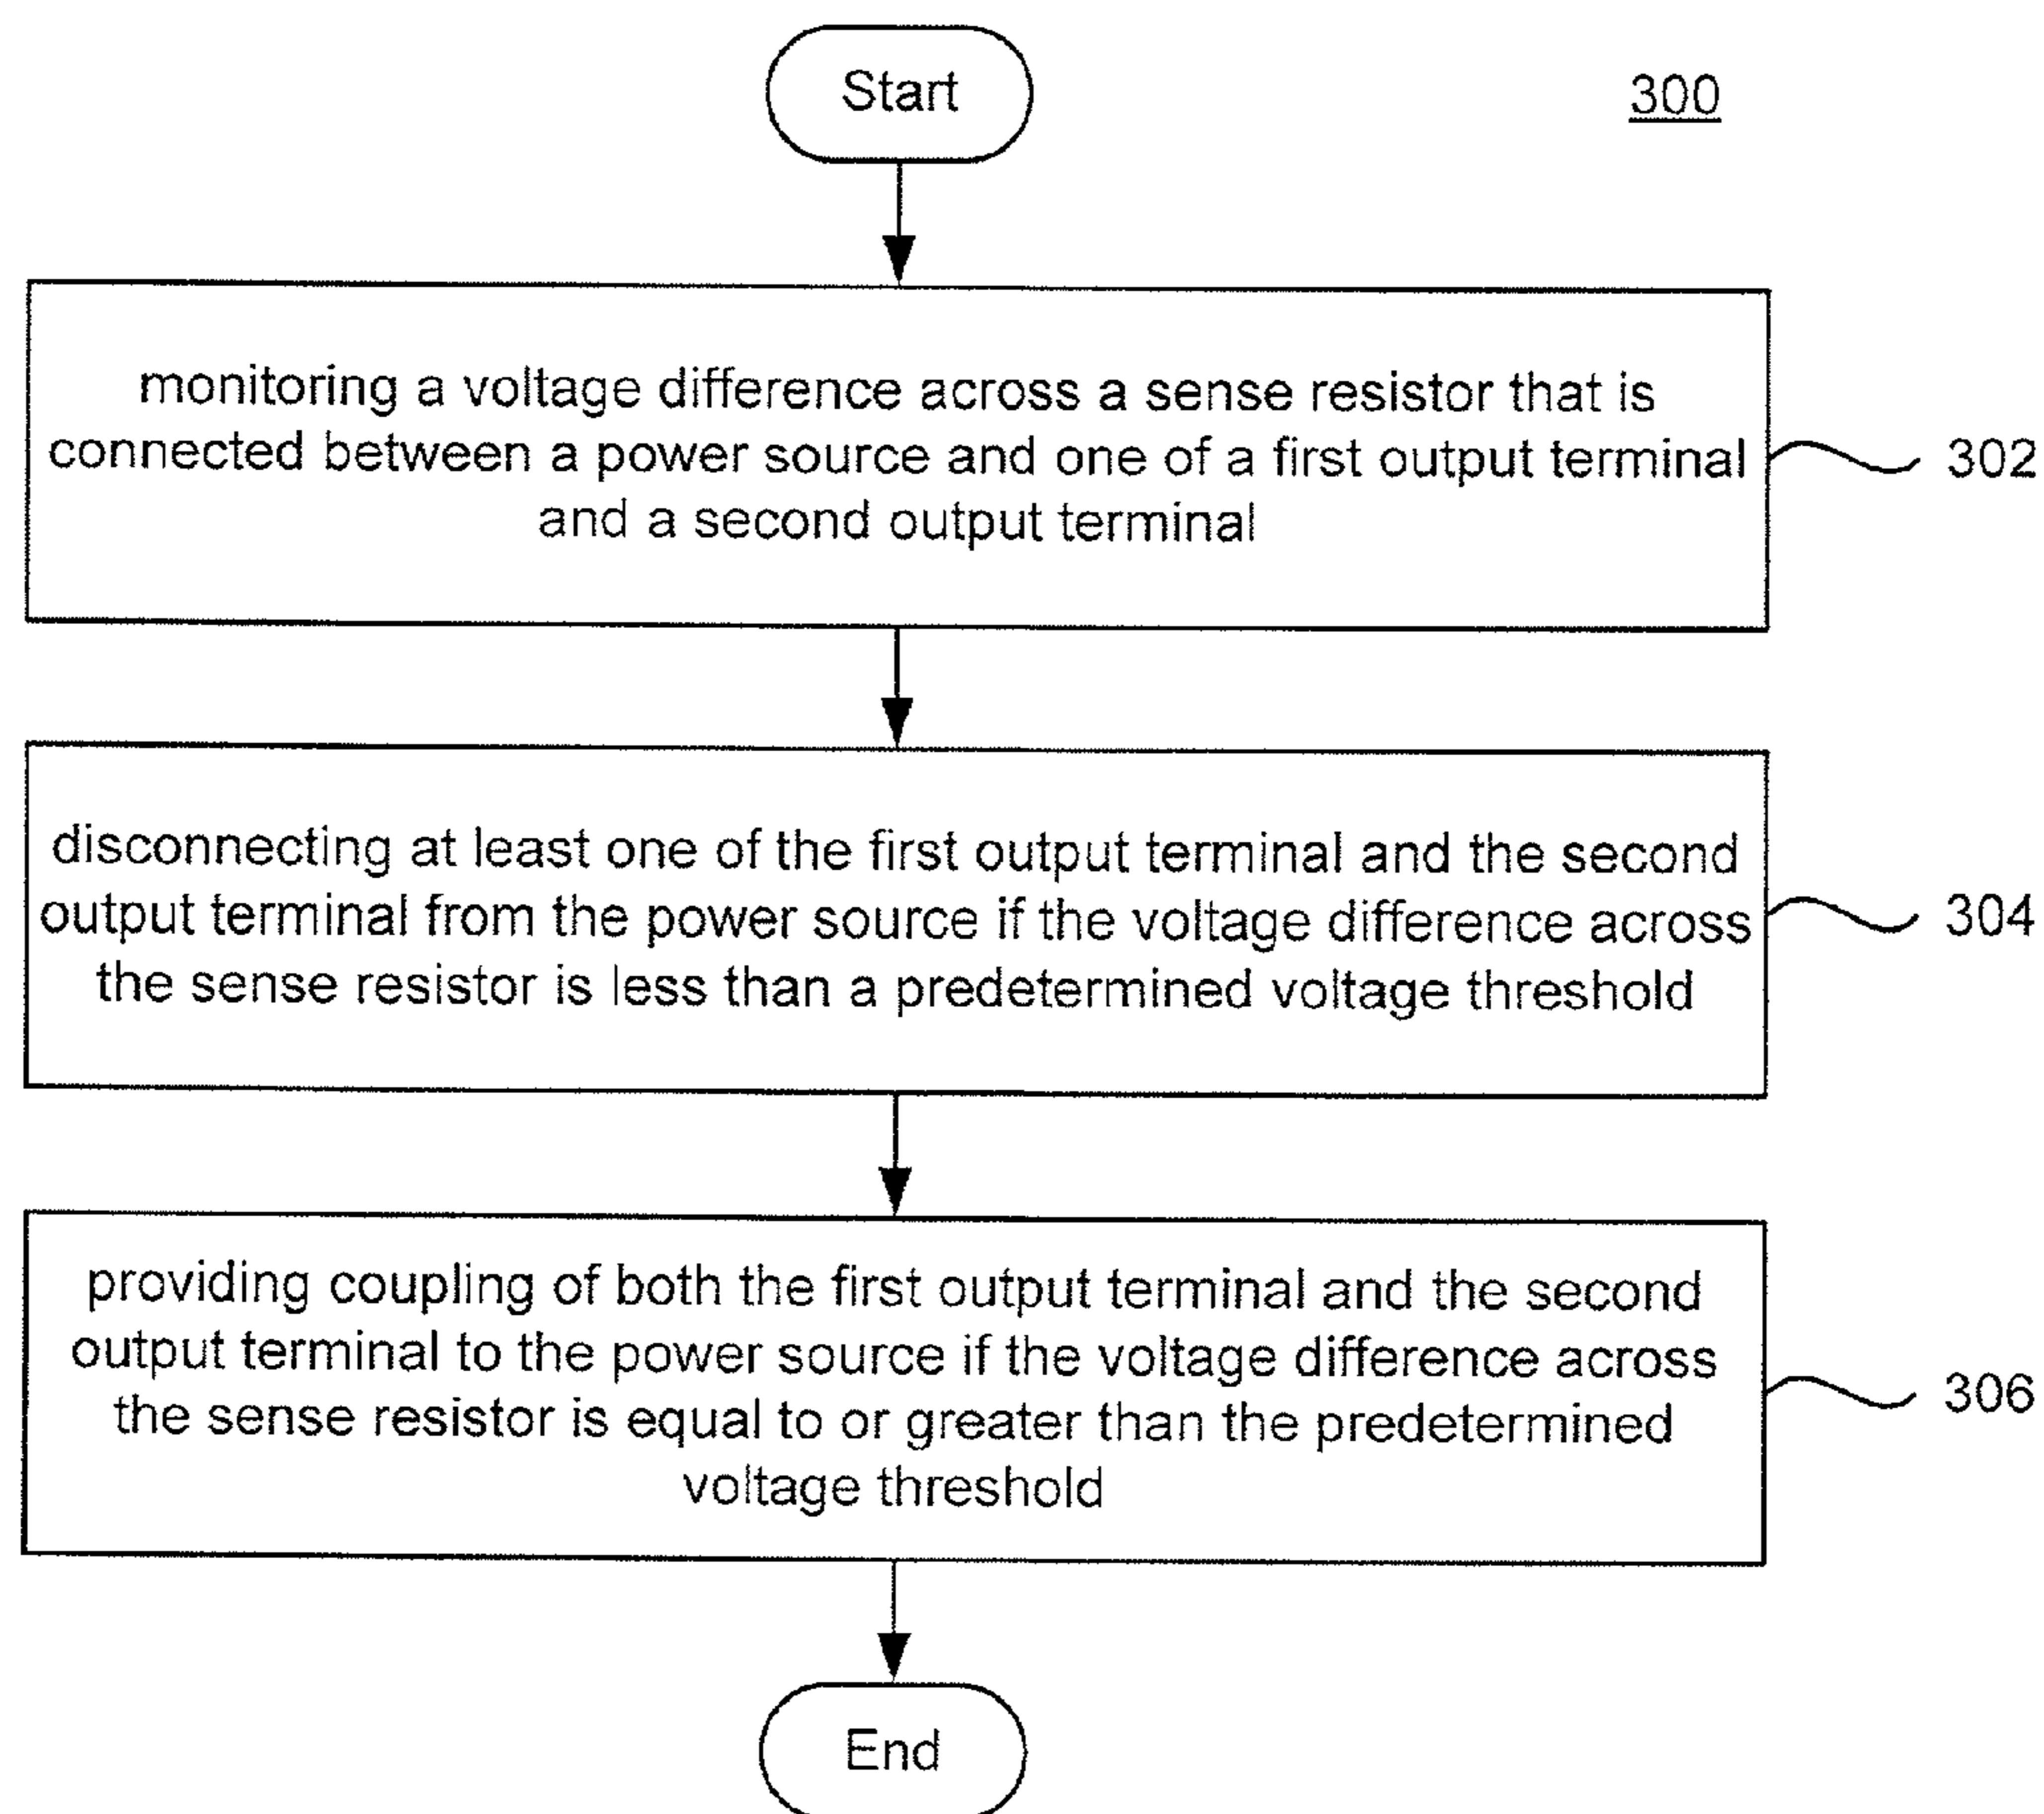 Start
300
monitoring a voltage difference across a sense resistor that is
connected between a power source and one of a first output terminal
and a second output terminal
302
disconnecting at least one of the first output terminal and the second
output terminal from the power source if the voltage difference across
the sense resistor is less than a predetermined voltage threshold
304
providing coupling of both the first output terminal and the second
output terminal to the power source if the voltage difference across
the sense resistor is equal to or greater than the predetermined
voltage threshold
306
End